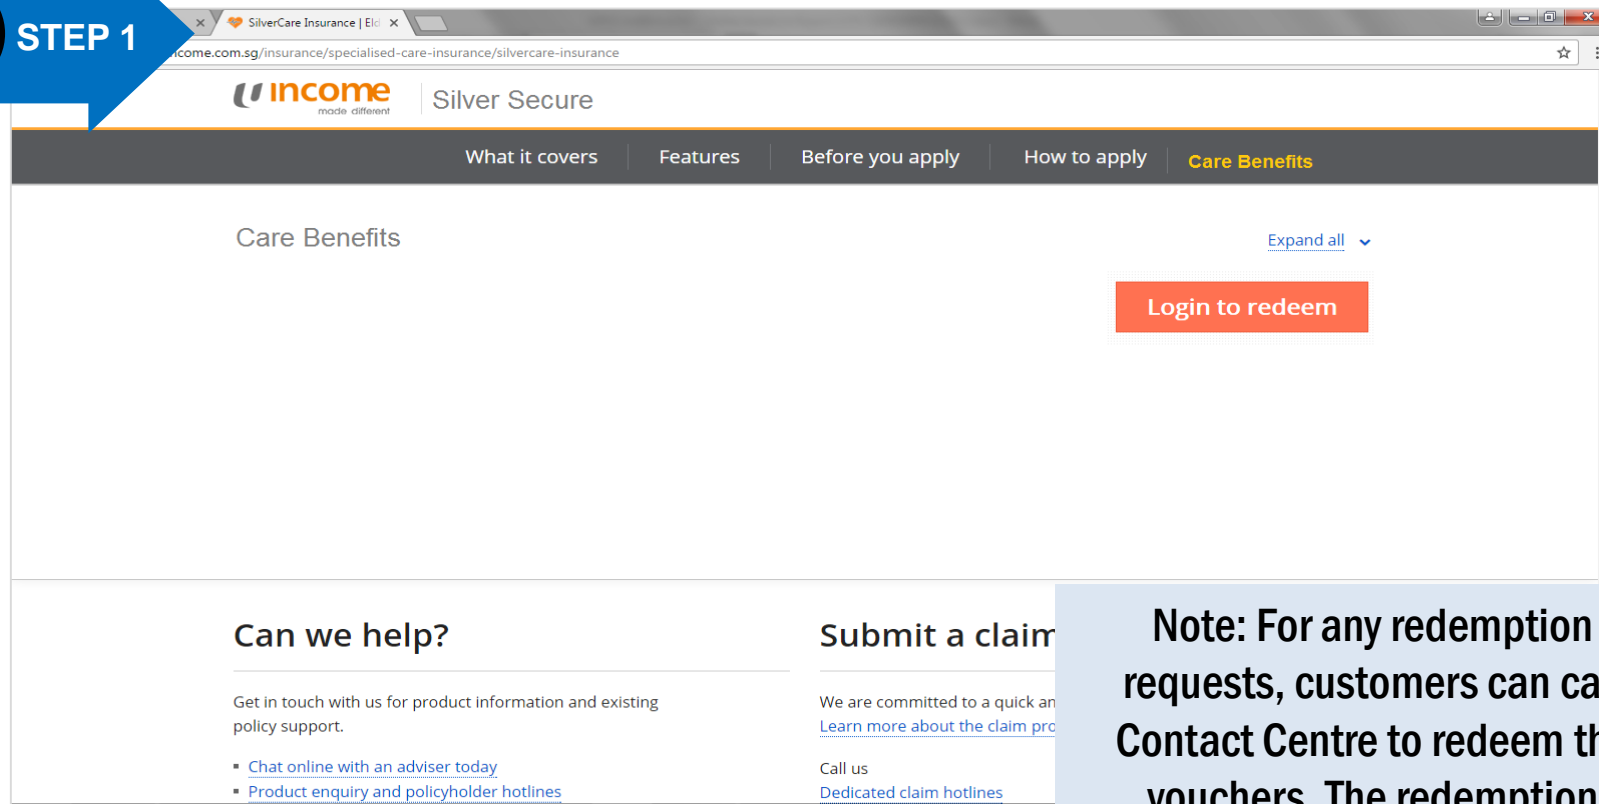 STEP 1
SilverCare Insurance | Eld
come.com.sg/insurance/specialised-care-insurance/silvercare-insurance
income
made different
Silver Secure
What it covers
Features
Before you apply
How to apply
Care Benefits
Care Benefits
Expand all
Login to redeem
Can we help?
Submit a claim
Get in touch with us for product information and existing
policy support.
Chat online with an adviser today
Product enquiry and policyholder hotlines
We are committed to a quick an
Learn more about the claim pro
Call us
Dedicated claim hotlines
Note: For any redemption
requests, customers can ca
Contact Centre to redeem th
vouchers. The redemption